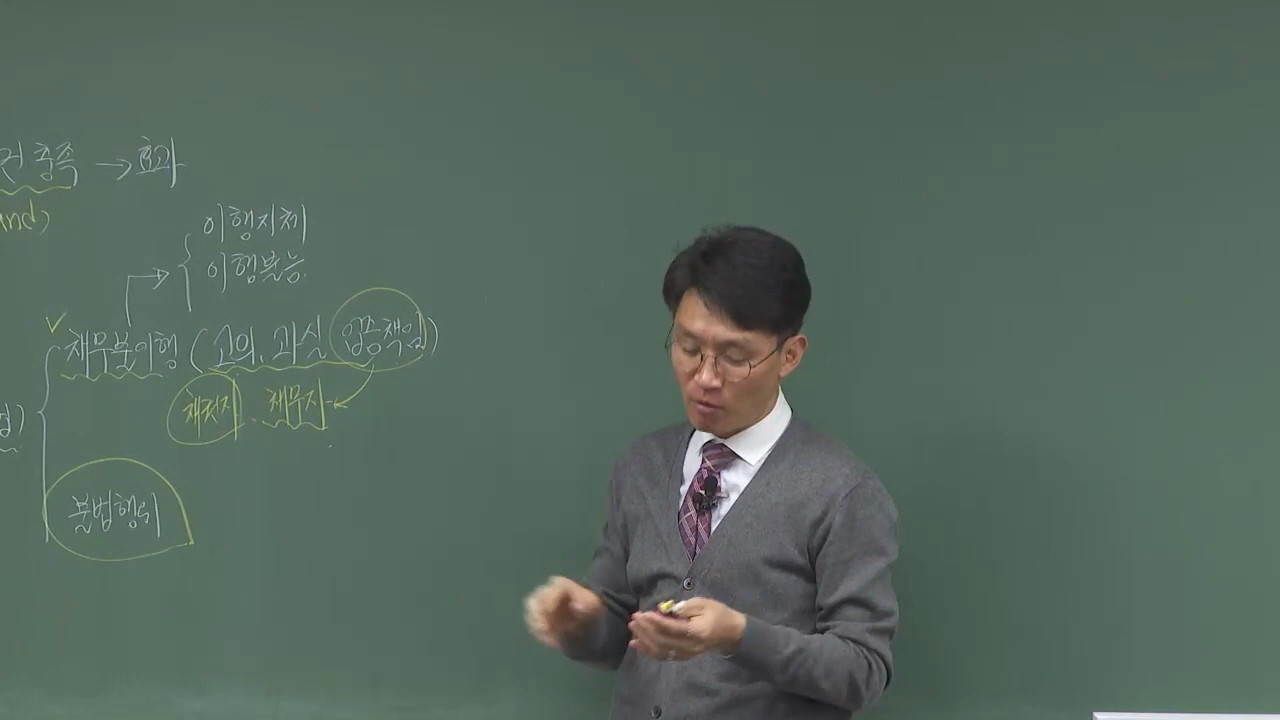 건 충족 → 효과
and)
이행지체
이행불능
채무불이행 (고의, 과실 입증책임)
채권자, 채무자
불법행위